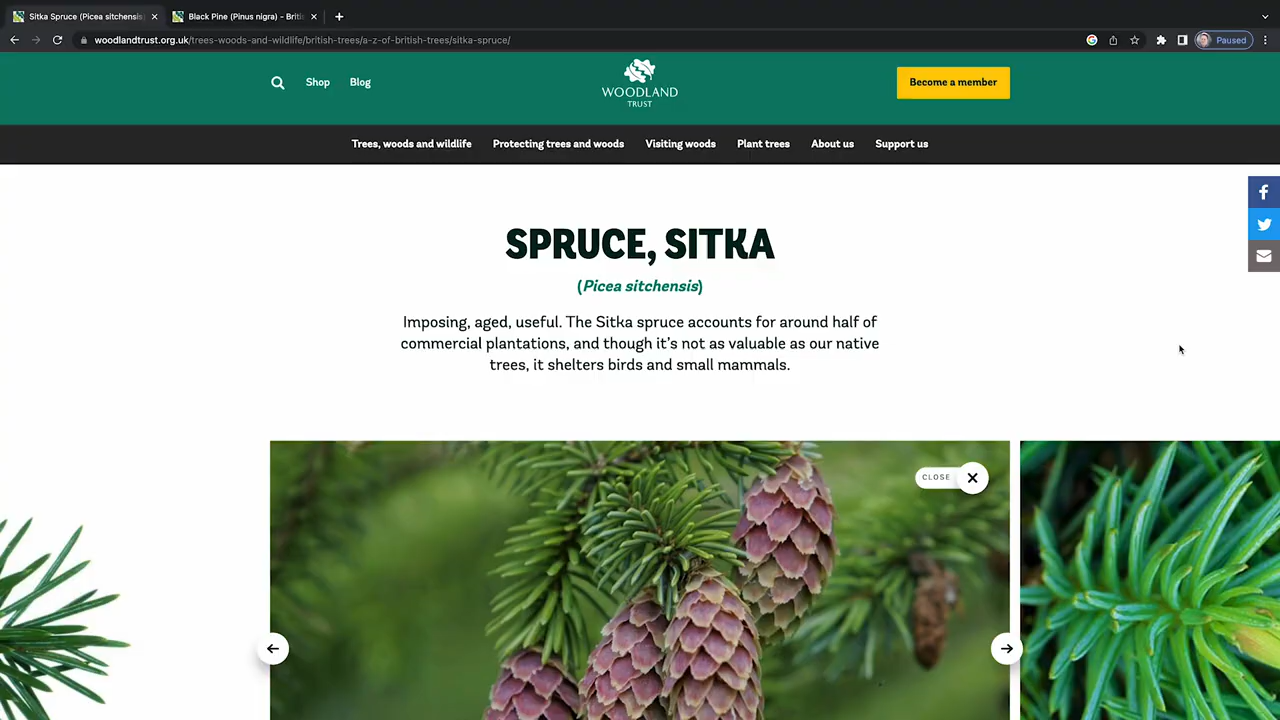 Sitka Spruce (Picea sitchensis)
Black Pine (Pinus nigra) - Briti
woodlandtrust.org.uk/trees-woods-and-wildlife/british-trees/a-z-of-british-trees/sitka-spruce/
Paused
Shop
Blog
WOODLAND
TRUST
Become a member
Trees, woods and wildlife
Protecting trees and woods
Visiting woods
Plant trees
About us
Support us
SPRUCE, SITKA
(Picea sitchensis)
Imposing, aged, useful. The Sitka spruce accounts for around half of
commercial plantations, and though it's not as valuable as our native
trees, it shelters birds and small mammals.
CLOSE